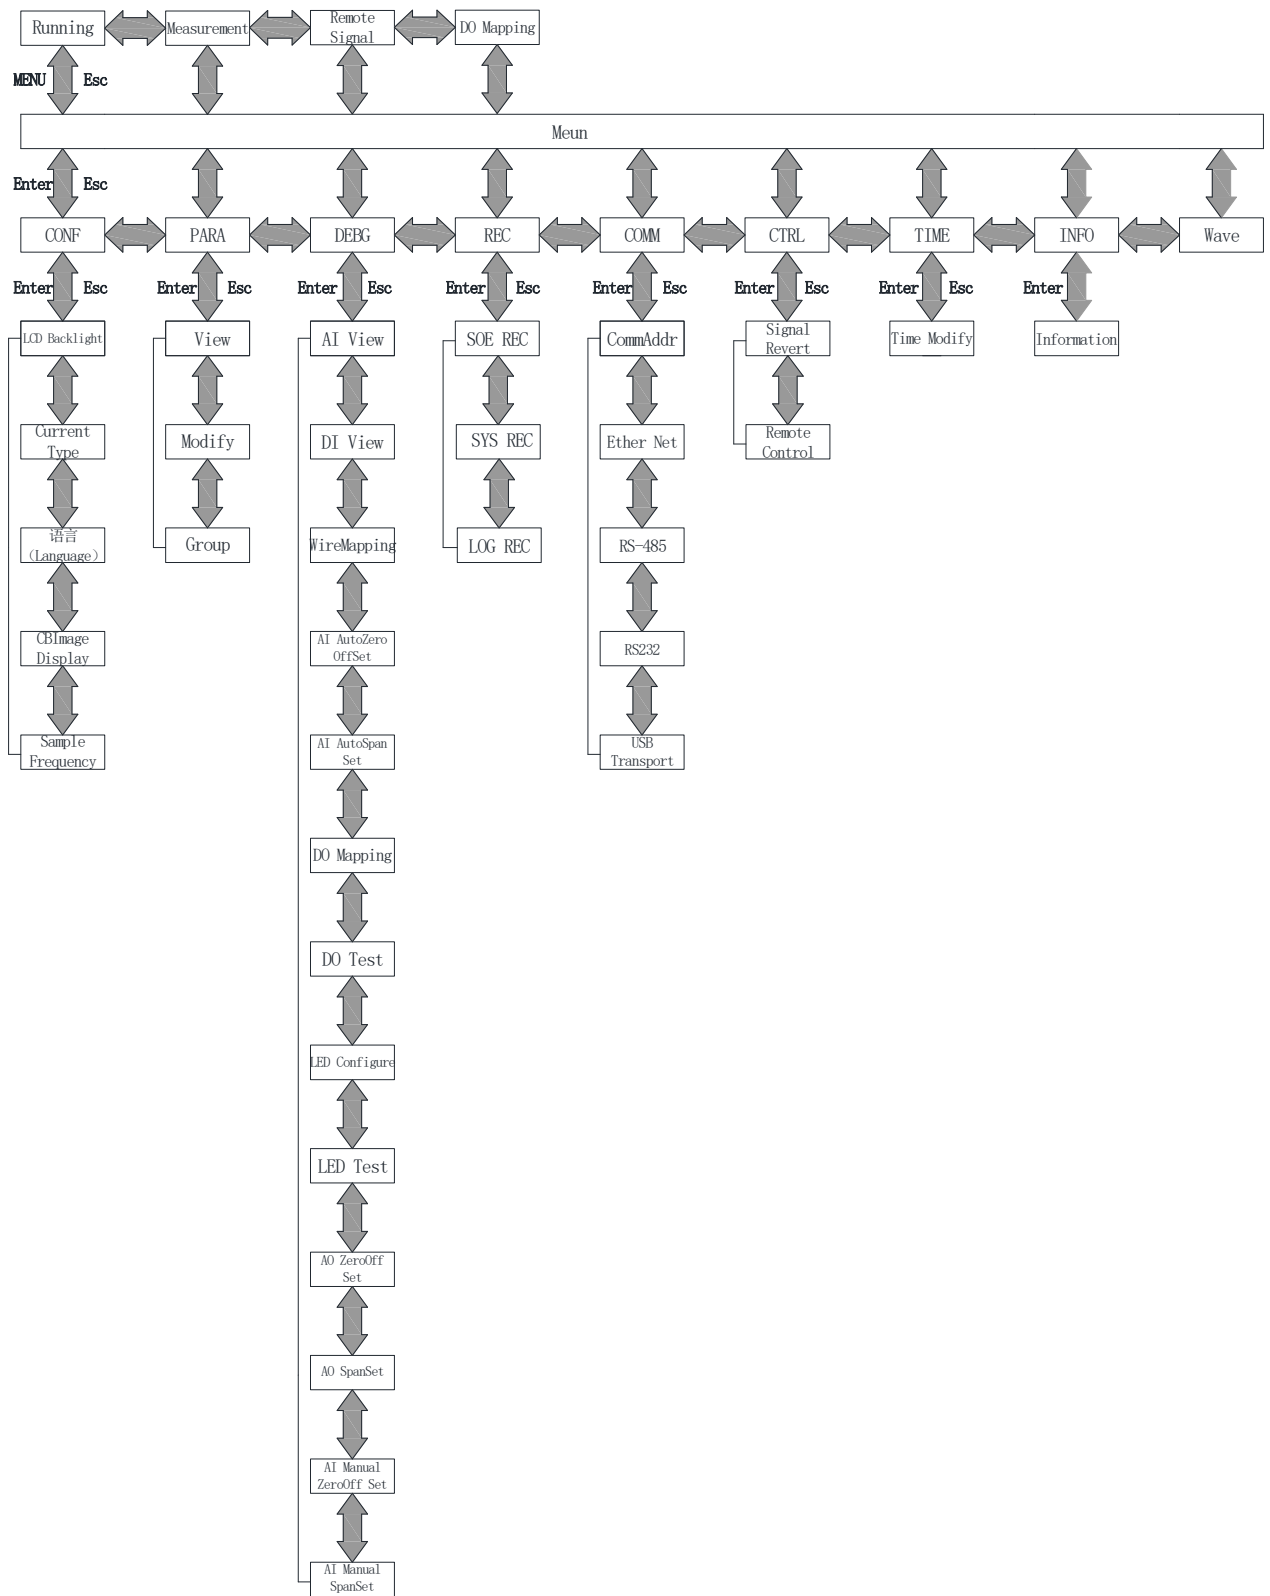 Running
Measurement
Remote
Signal
DO Mapping
MENU
Esc
Meun
Enter
Esc
CONF
PARA
DEBG
REC
COMM
CTRL
TIME
INFO
Wave
Enter
Esc
Enter
Esc
Enter
Esc
Enter
Esc
Enter
Esc
Enter
Esc
Enter
LCD Backlight
View
AI View
SOE REC
CommAddr
Signal
Revert
Time Modify
Information
Current
Type
Modify
DI View
SYS REC
Ether Net
Remote
Control
语言
（Language）
Group
WireMapping
LOG REC
RS-485
CBImage
Display
AI AutoZero
OffSet
RS232
Sample
Frequency
AI AutoSpan
Set
USB
Transport
DO Mapping
DO Test
LED Configure
LED Test
AO ZeroOff
Set
AO SpanSet
AI Manual
ZeroOff Set
AI Manual
SpanSet